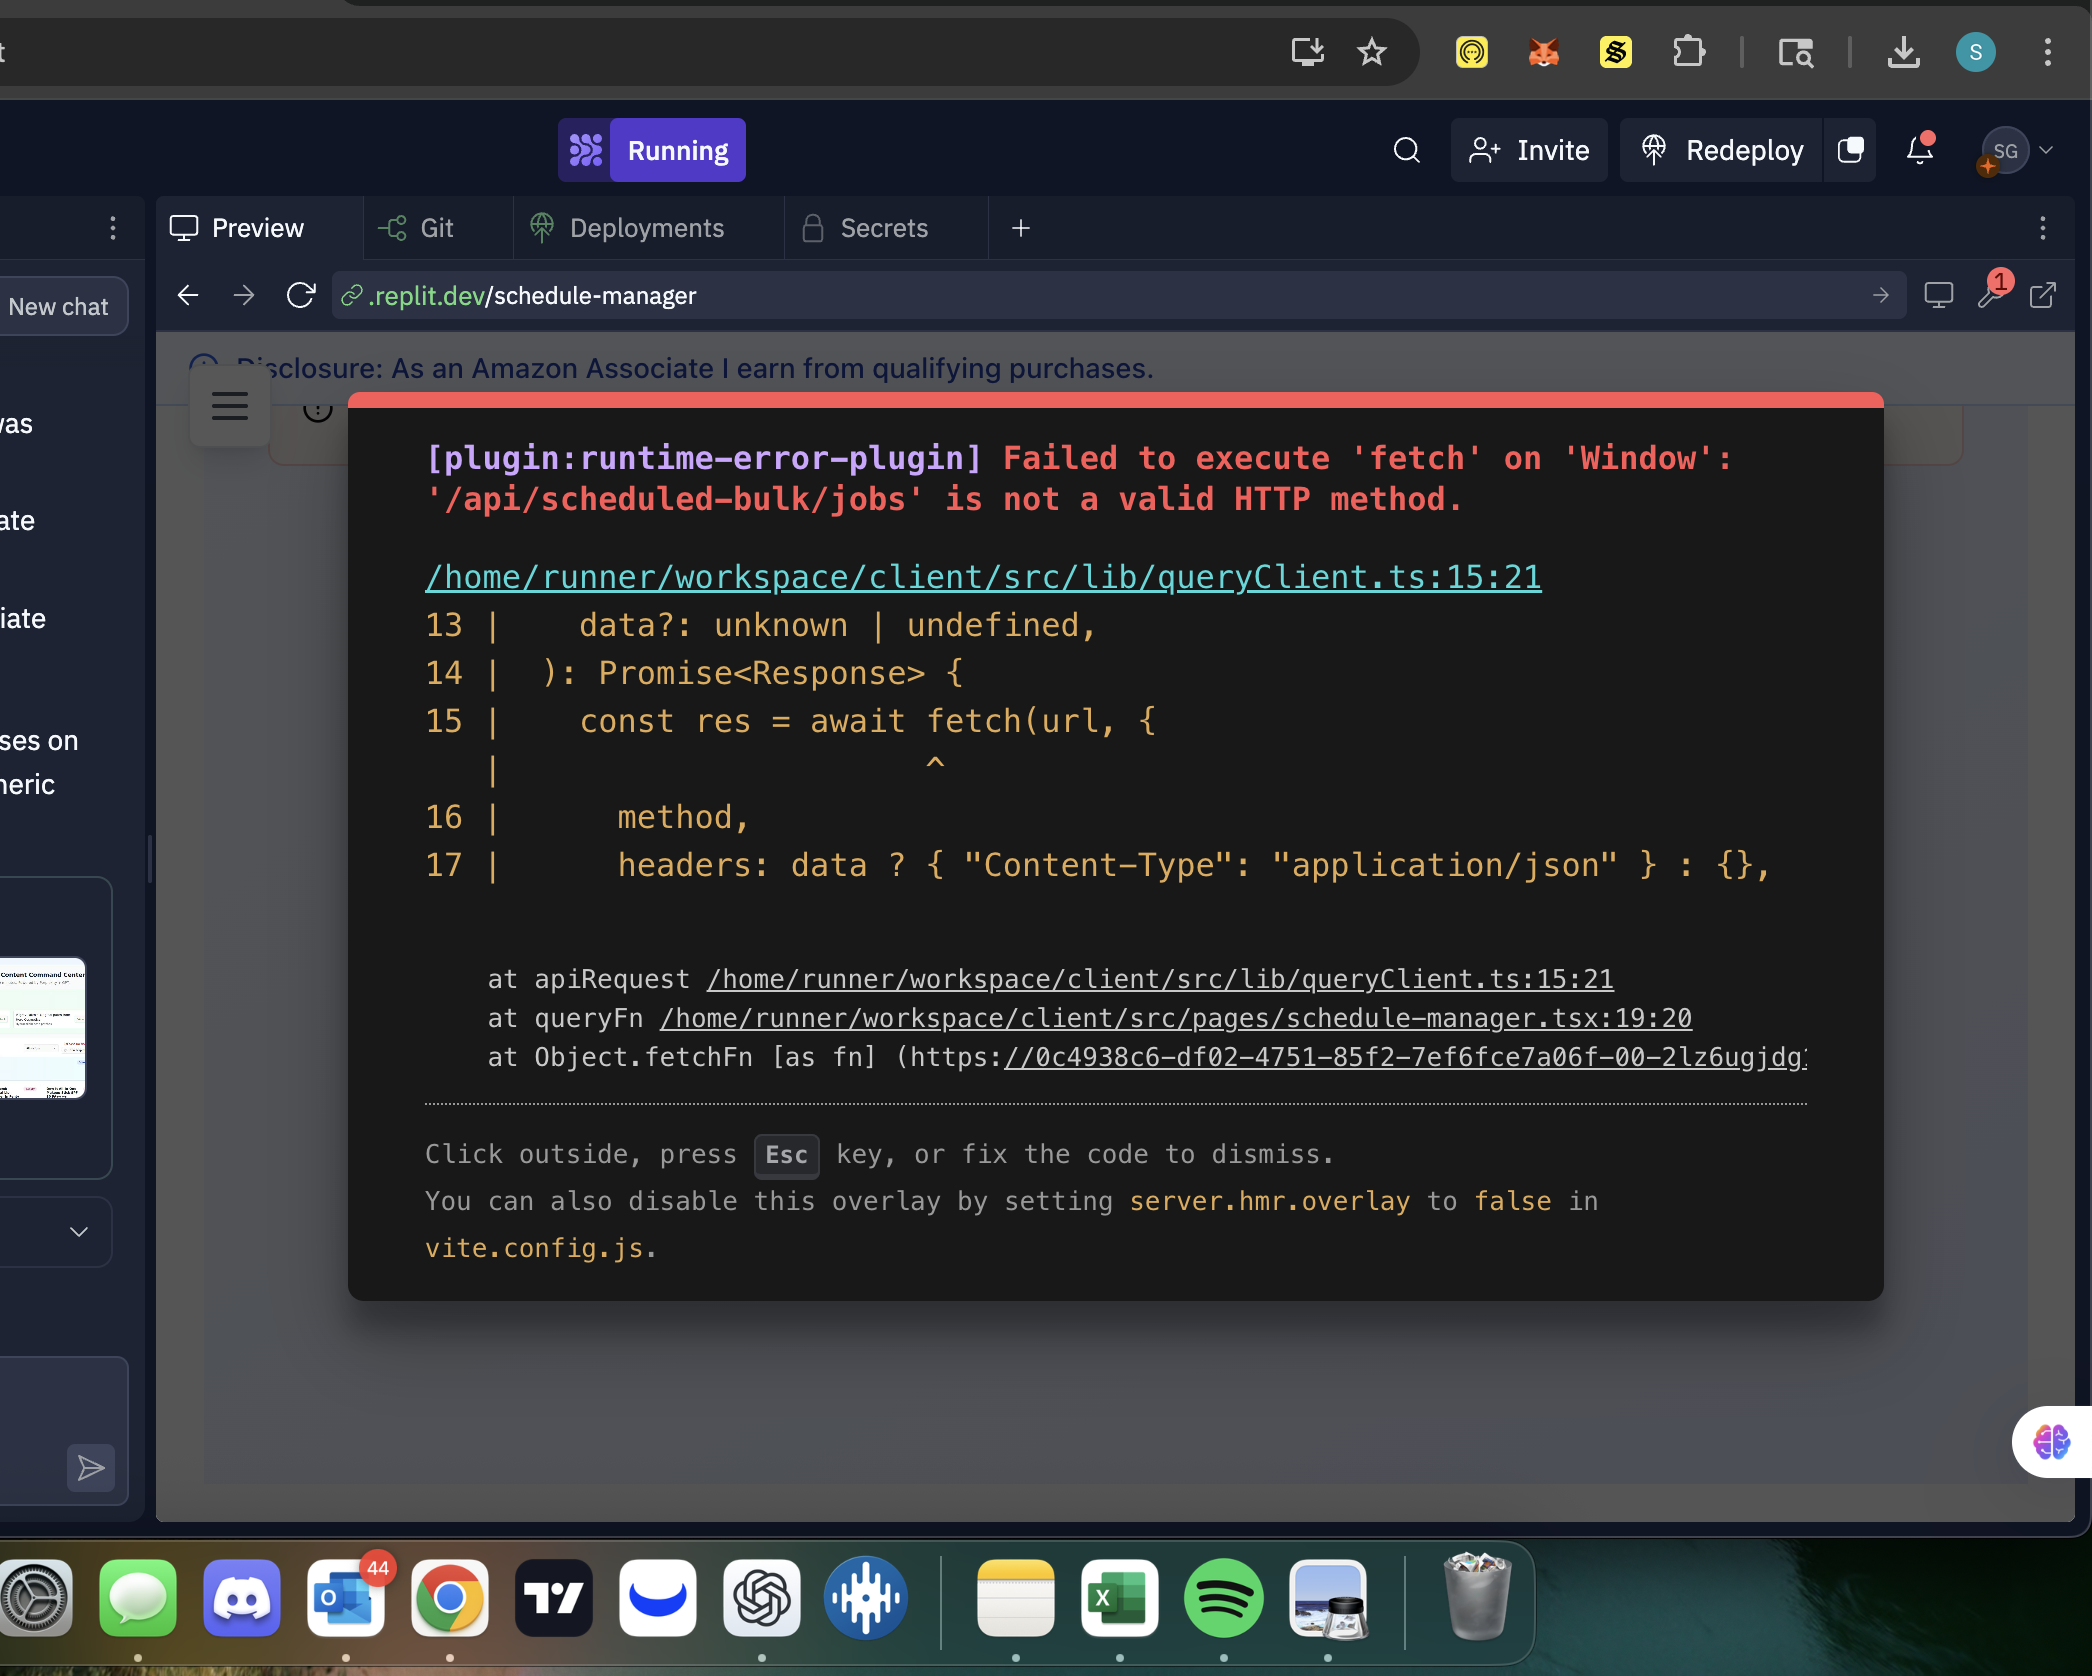 t
S
Running
Invite
Redeploy
SG
Preview
Git
Deployments
Secrets
New chat
.replit.dev/schedule-manager
1
Disclosure: As an Amazon Associate I earn from qualifying purchases.
vas
ate
iate
ses on
neric
[plugin:runtime-error-plugin] Failed to execute 'fetch' on 'Window':
'/api/scheduled-bulk/jobs' is not a valid HTTP method.
/home/runner/workspace/client/src/lib/queryClient.ts:15:21
13 |    data?: unknown | undefined,
14 |  ): Promise<Response> {
15 |    const res = await fetch(url, {
|                      ^
16 |      method,
17 |      headers: data ? { "Content-Type": "application/json" } : {},
at apiRequest /home/runner/workspace/client/src/lib/queryClient.ts:15:21
at queryFn /home/runner/workspace/client/src/pages/schedule-manager.tsx:19:20
at Object.fetchFn [as fn] (https://0c4938c6-df02-4751-85f2-7ef6fce7a06f-00-2lz6ugjdg
Click outside, press Esc key, or fix the code to dismiss.
You can also disable this overlay by setting server.hmr.overlay to false in
vite.config.js.
Content Command Center
44